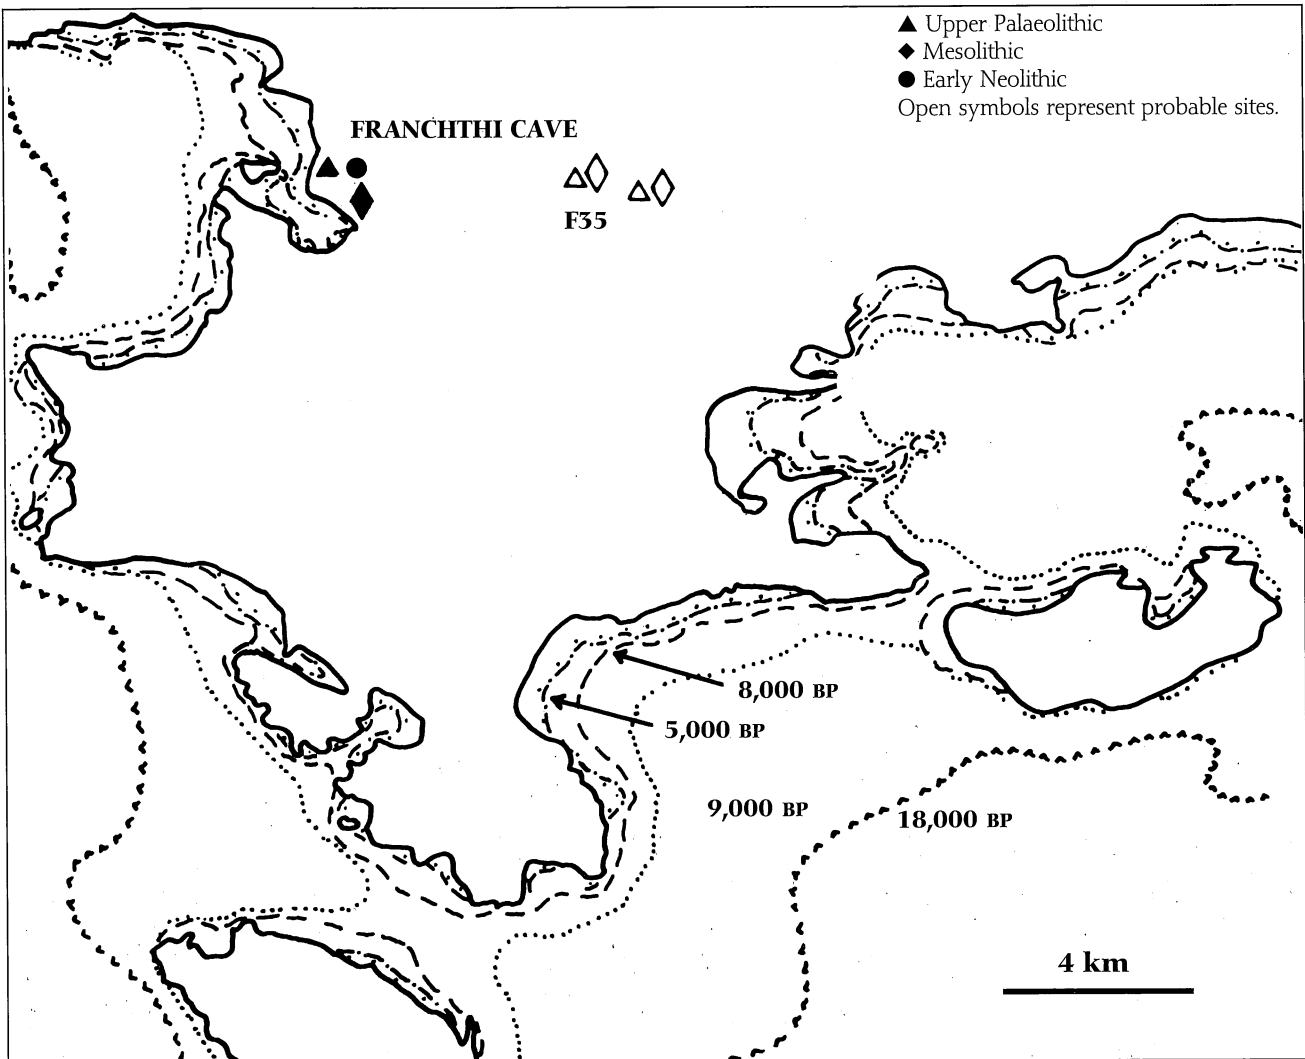 Upper Palaeolithic
Mesolithic
Early Neolithic
Open symbols represent probable sites.
FRANCHTHI CAVE
F35
8,000 BP
5,000 BP
9,000 BP
18,000 BP
4 km